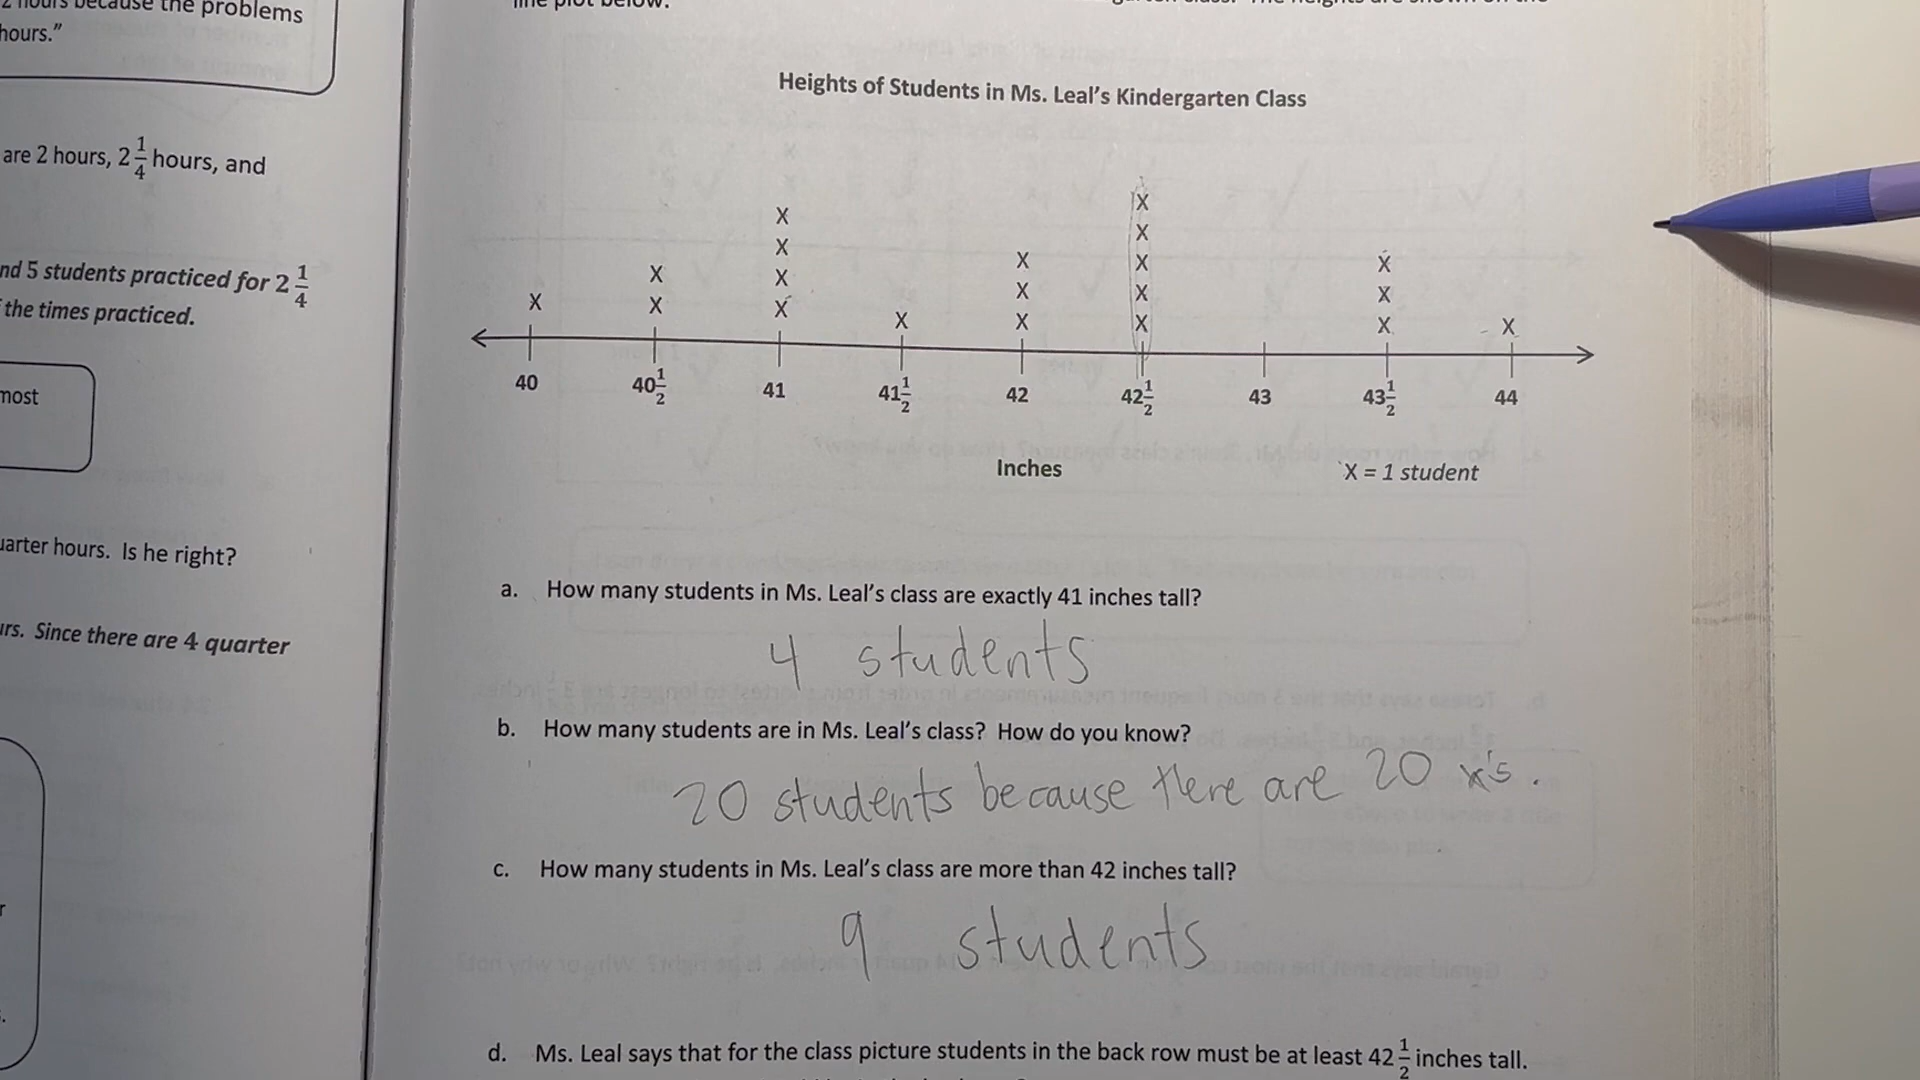 hours because the problems
hours."
are 2 hours, 2 1/4 hours, and
nd 5 students practiced for 2 1/4
the times practiced.
most
uarter hours. Is he right?
urs. Since there are 4 quarter
line plot below.
Heights of Students in Ms. Leal's Kindergarten Class
X X X X X X X X X X X X X X X X X X X X
40 40 1/2 41 41 1/2 42 42 1/2 43 43 1/2 44
Inches
X = 1 student
a. How many students in Ms. Leal's class are exactly 41 inches tall?
4 students
b. How many students are in Ms. Leal's class? How do you know?
20 students because there are 20 x's.
c. How many students in Ms. Leal's class are more than 42 inches tall?
9 students
d. Ms. Leal says that for the class picture students in the back row must be at least 42 1/2 inches tall.